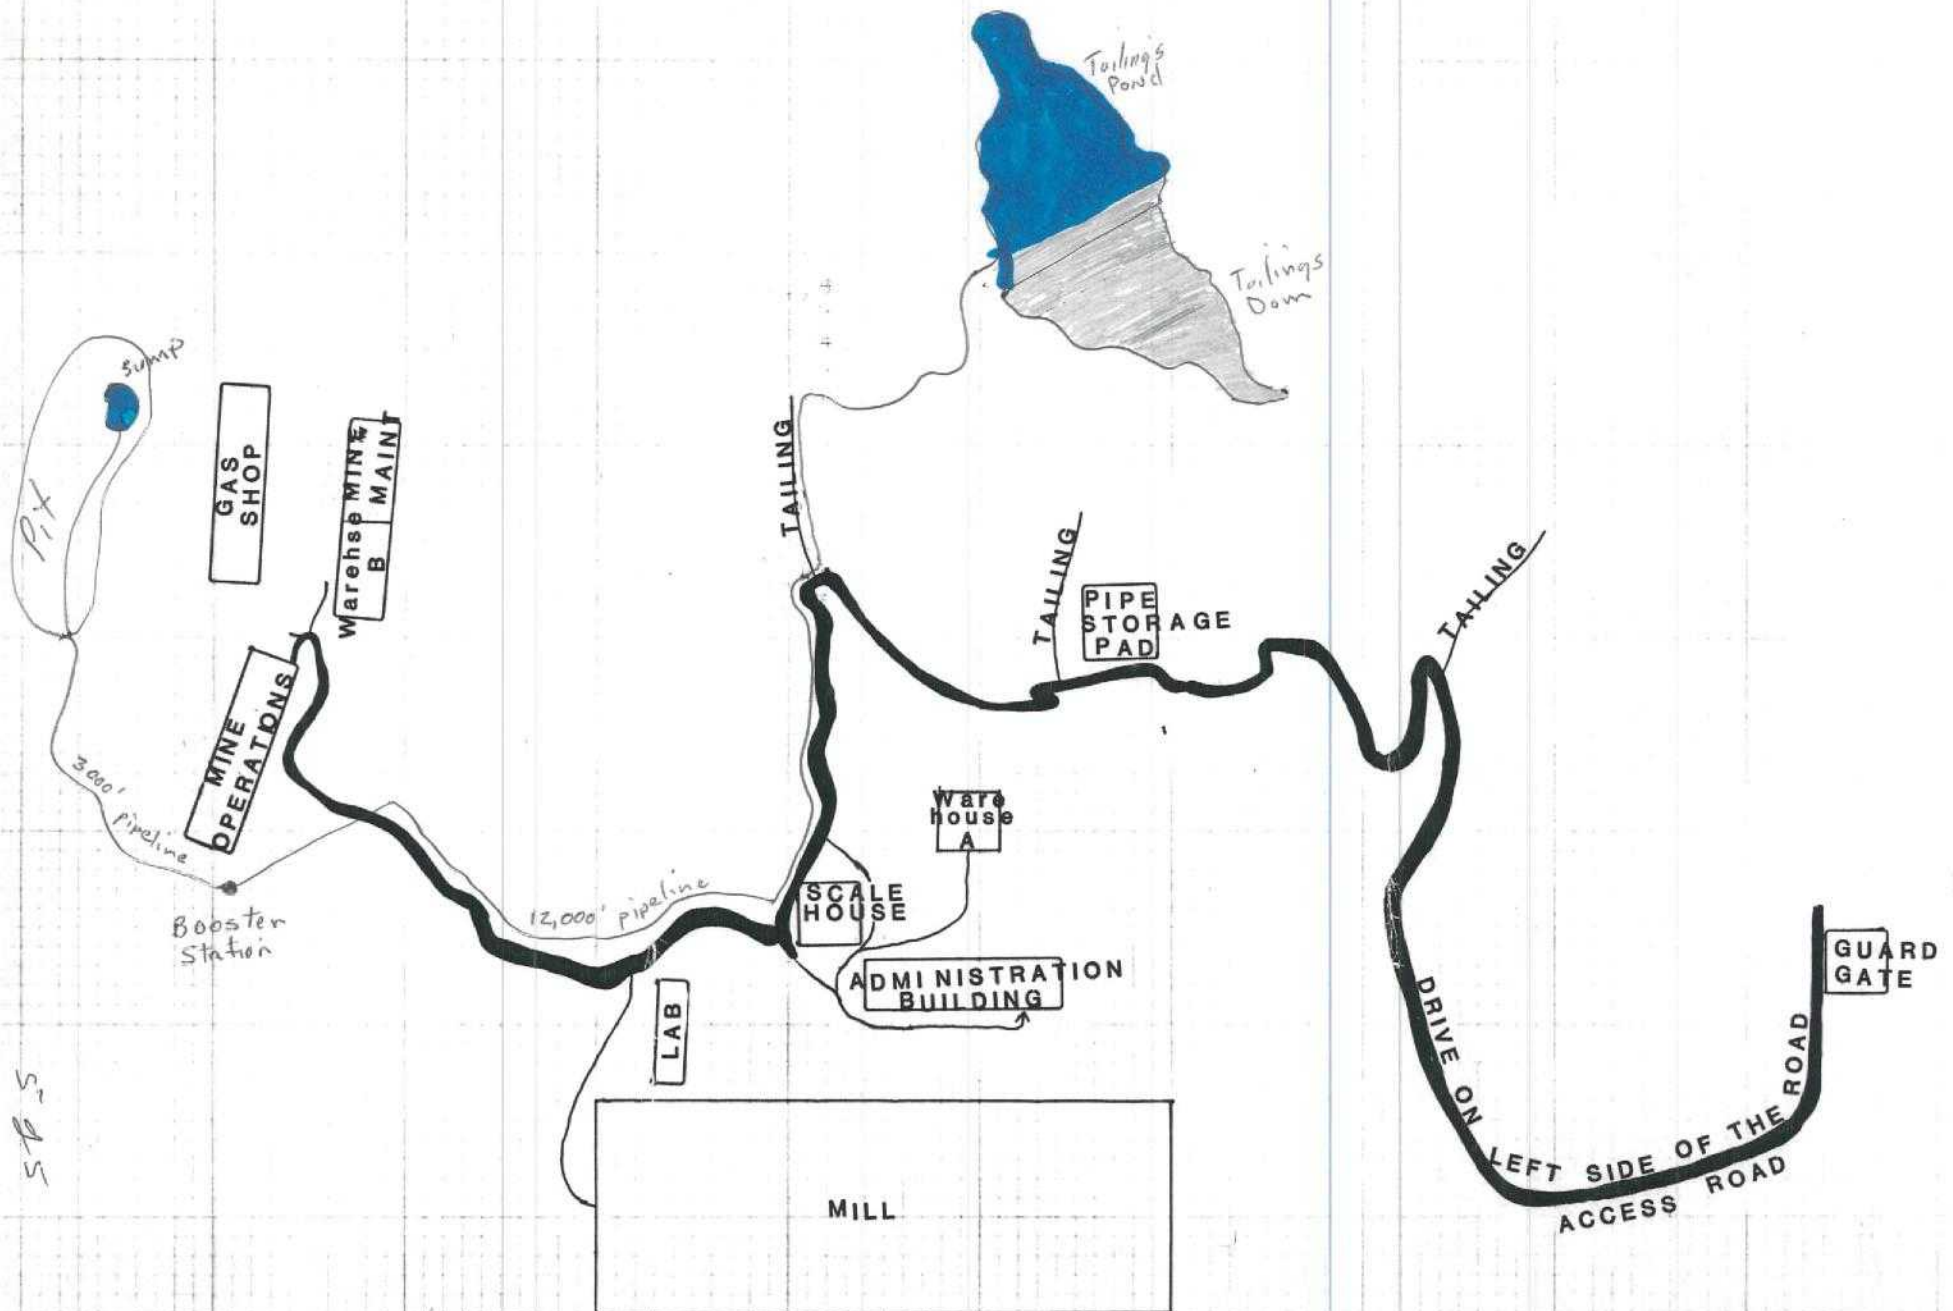 Tailings
Pond
Tailings
Dam
Sump
Pit
GAS
SHOP
Warehse MINE
B MAINT
TAILING
TAILING
PIPE
STORAGE
PAD
TAILING
MINE
OPERATIONS
3000'
pipeline
Booster
Station
12,000' pipeline
Ware
house
A
SCALE
HOUSE
ADMINISTRATION
BUILDING
LAB
MILL
GUARD
GATE
DRIVE ON LEFT SIDE OF THE ROAD
ACCESS ROAD